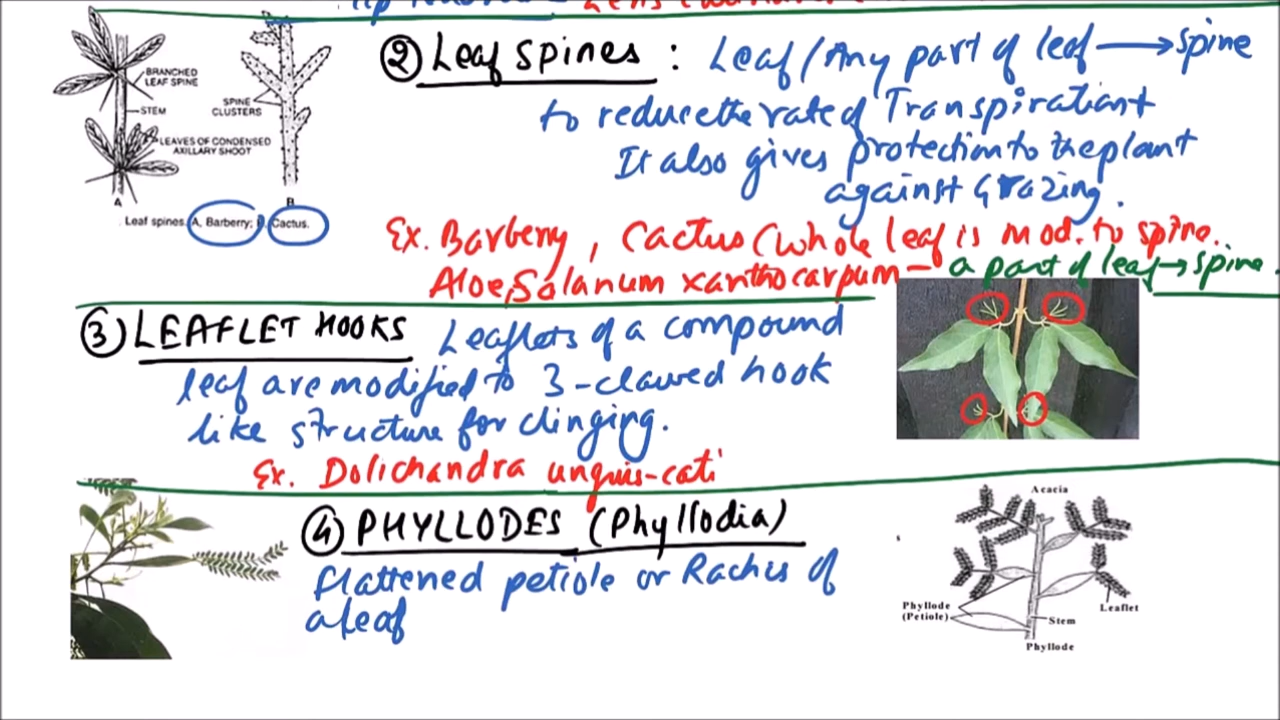 BRANCHED
LEAF SPINE
STEM
SPINE
CLUSTERS
LEAVES OF CONDENSED
AXILLARY SHOOT
A
B
Leaf spines. A, Barberry; B, Cactus.
② Leaf spines : Leaf/Any part of leaf → spine
to reduce the rate of Transpiration
It also gives protection to the plant
against Grazing.
Ex. Barberry, Cactus (whole leaf is mod. to spine.
Aloe, Solanum xanthocarpum – a part of leaf → spine.
③ LEAFLET HOOKS Leaflets of a compound
leaf are modified to 3-clawed hook
like structure for clinging.
Ex. Dolichandra unguis-cati
④ PHYLLODES (Phyllodia)
flattened petiole or Rachis of
a leaf
Acacia
Phyllode
(Petiole)
Leaflet
Stem
Phyllode